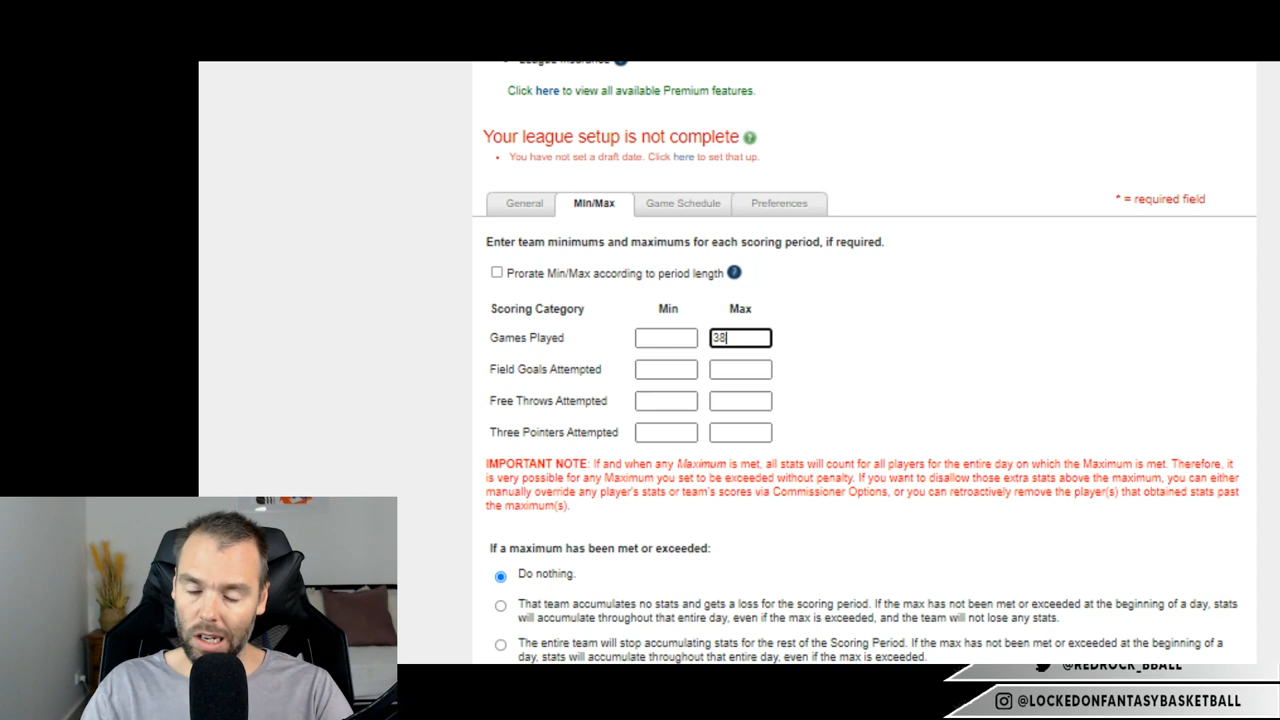 League Insurance
Click here to view all available Premium features.
Your league setup is not complete
You have not set a draft date. Click here to set that up.
General Min/Max Game Schedule Preferences
* = required field
Enter team minimums and maximums for each scoring period, if required.
Prorate Min/Max according to period length
Scoring Category Min Max
Games Played 38
Field Goals Attempted
Free Throws Attempted
Three Pointers Attempted
IMPORTANT NOTE: If and when any Maximum is met, all stats will count for all players for the entire day on which the Maximum is met. Therefore, it
is very possible for any Maximum you set to be exceeded without penalty. If you want to disallow those extra stats above the maximum, you can either
manually override any player's stats or team's scores via Commissioner Options, or you can retroactively remove the player(s) that obtained stats past
the maximum(s).
If a maximum has been met or exceeded:
Do nothing.
That team accumulates no stats and gets a loss for the scoring period. If the max has not been met or exceeded at the beginning of a day, stats
will accumulate throughout that entire day, even if the max is exceeded, and the team will not lose any stats.
The entire team will stop accumulating stats for the rest of the Scoring Period. If the max has not been met or exceeded at the beginning of a
day, stats will accumulate throughout that entire day, even if the max is exceeded.
@REDROCK_BBALL
@LOCKEDONFANTASYBASKETBALL